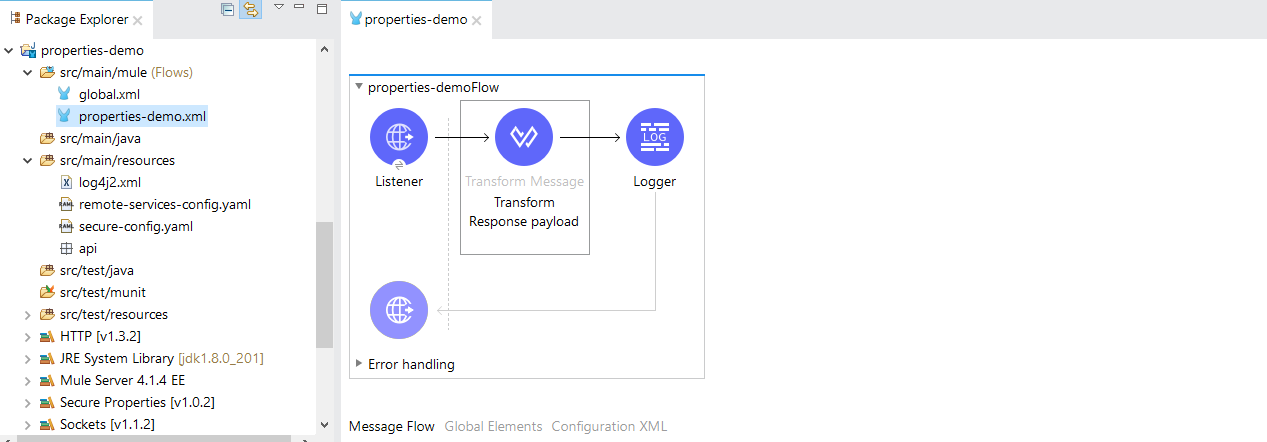 Package Explorer
properties-demo
src/main/mule (Flows)
global.xml
properties-demo.xml
src/main/java
src/main/resources
log4j2.xml
remote-services-config.yaml
secure-config.yaml
api
src/test/java
src/test/munit
src/test/resources
HTTP [v1.3.2]
JRE System Library [jdk1.8.0_201]
Mule Server 4.1.4 EE
Secure Properties [v1.0.2]
Sockets [v1.1.2]
properties-demo
properties-demoFlow
LOG
Listener
Transform Message
Logger
Transform
Response payload
Error handling
Message Flow Global Elements Configuration XML